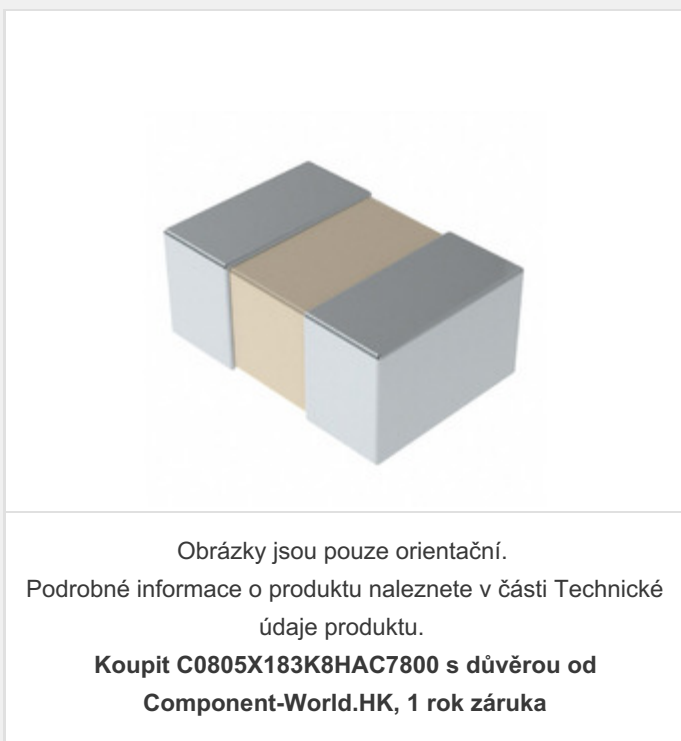 Obrázky jsou pouze orientační.
Podrobné informace o produktu naleznete v části Technické
údaje produktu.
Koupit C0805X183K8HAC7800 s důvěrou od
Component-World.HK, 1 rok záruka